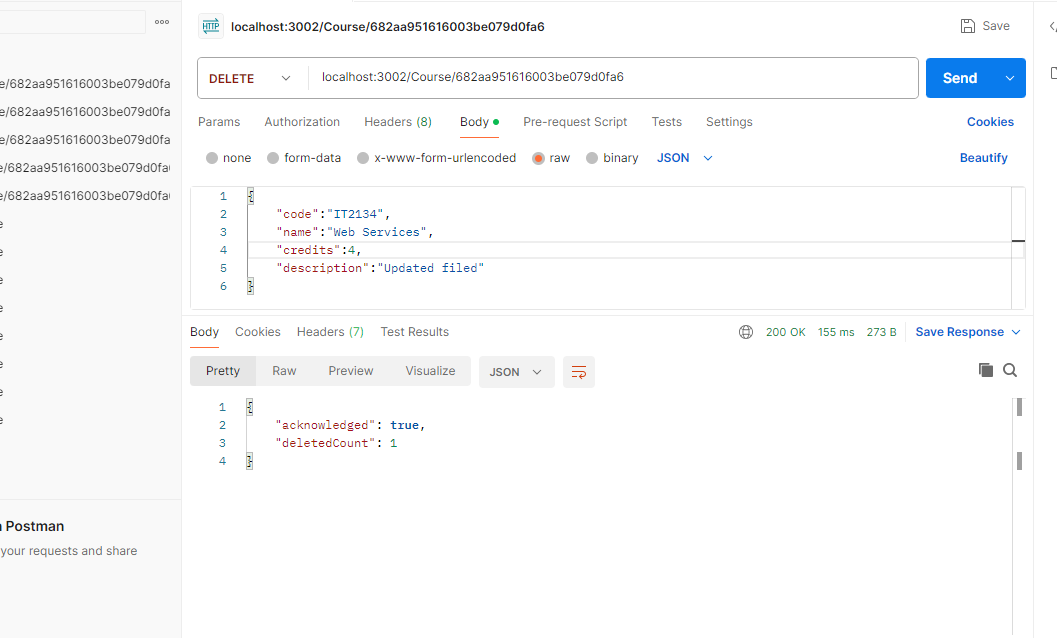 HTTP localhost:3002/Course/682aa951616003be079d0fa6 Save
DELETE localhost:3002/Course/682aa951616003be079d0fa6 Send
Params Authorization Headers (8) Body Pre-request Script Tests Settings Cookies
none form-data x-www-form-urlencoded raw binary JSON Beautify
1 {
2 "code":"IT2134",
3 "name":"Web Services",
4 "credits":4,
5 "description":"Updated filed"
6 }
Body Cookies Headers (7) Test Results 200 OK 155 ms 273 B Save Response
Pretty Raw Preview Visualize JSON
1 {
2 "acknowledged": true,
3 "deletedCount": 1
4 }
e/682aa951616003be079d0fa
e/682aa951616003be079d0fa
e/682aa951616003be079d0fa
e/682aa951616003be079d0fa
e/682aa951616003be079d0fa
e
e
e
e
e
e
e
e
Postman
your requests and share